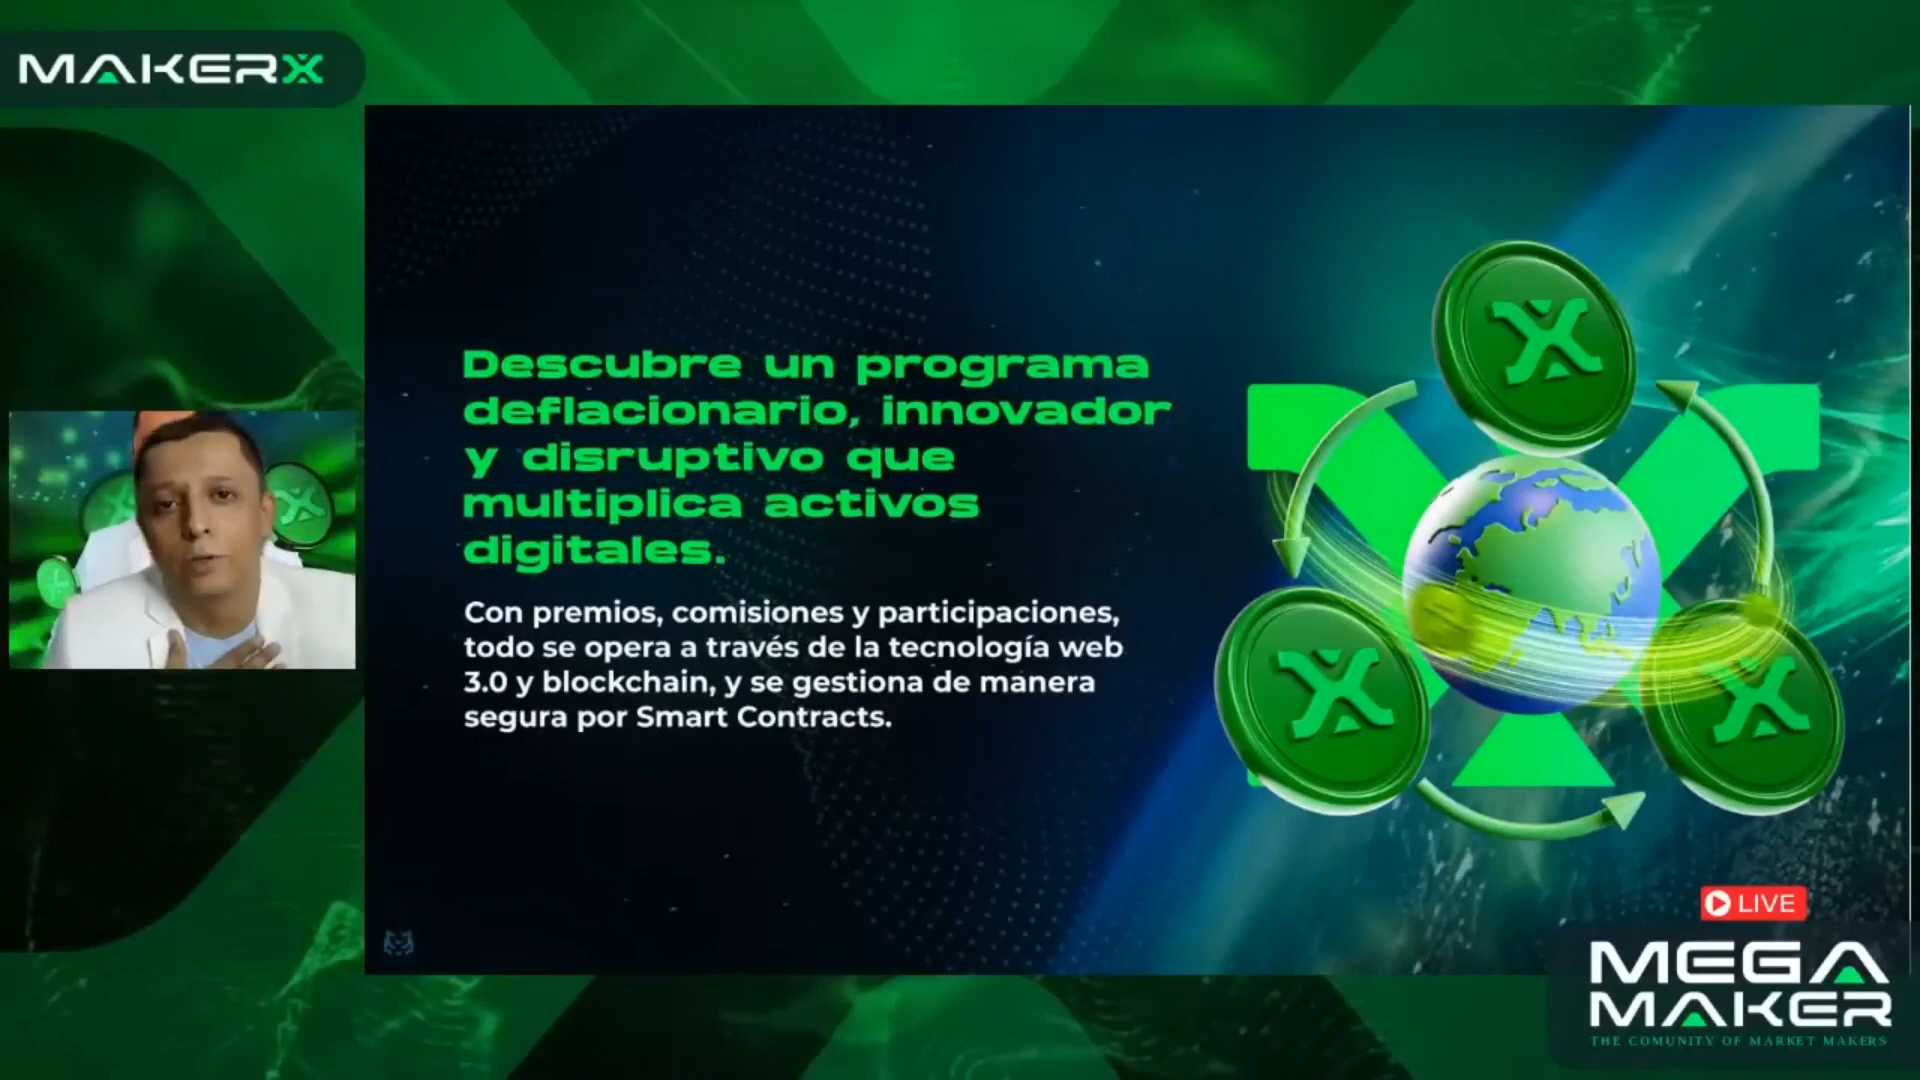 MAKERX
Descubre un programa
deflacionario, innovador
y disruptivo que
multiplica activos
digitales.
Con premios, comisiones y participaciones,
todo se opera a través de la tecnología web
3.0 y blockchain, y se gestiona de manera
segura por Smart Contracts.
LIVE
MEGA
MAKER
THE COMUNITY OF MARKET MAKERS